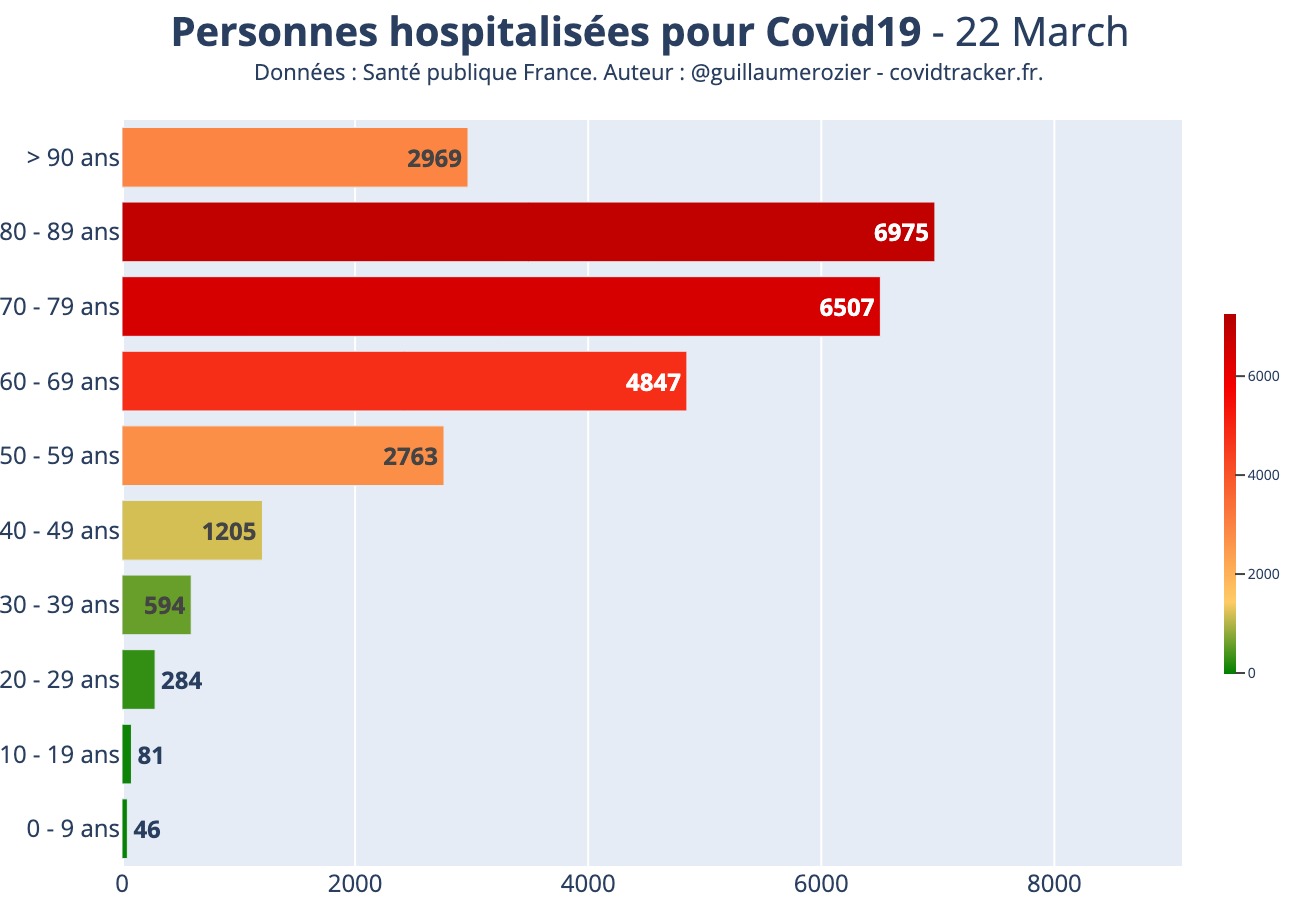 Personnes hospitalisées pour Covid19 - 22 March
Données : Santé publique France. Auteur : @guillaumerozier - covidtracker.fr.
> 90 ans 2969
80 - 89 ans 6975
70 - 79 ans 6507
60 - 69 ans 4847
50 - 59 ans 2763
40 - 49 ans 1205
30 - 39 ans 594
20 - 29 ans 284
10 - 19 ans 81
0 - 9 ans 46
0 2000 4000 6000 8000
6000
4000
2000
0